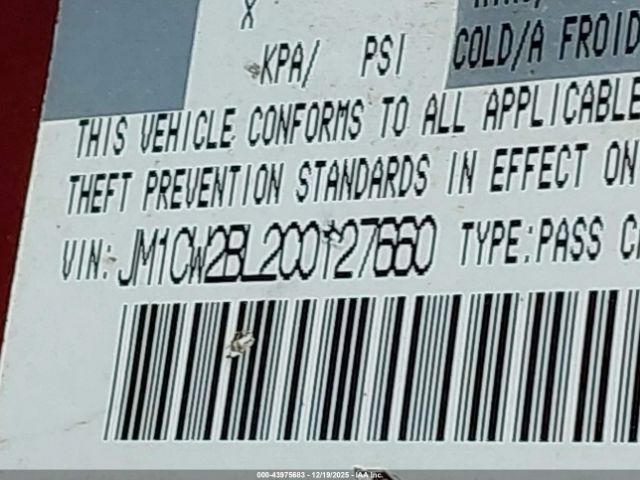 X
KPA/ PSI COLD/A FROID
THIS VEHICLE CONFORMS TO ALL APPLICABLE
THEFT PREVENTION STANDARDS IN EFFECT ON
VIN: JM1CW2BL2C0127660 TYPE:PASS
000-43975683 - 12/19/2025 - IAA Inc.